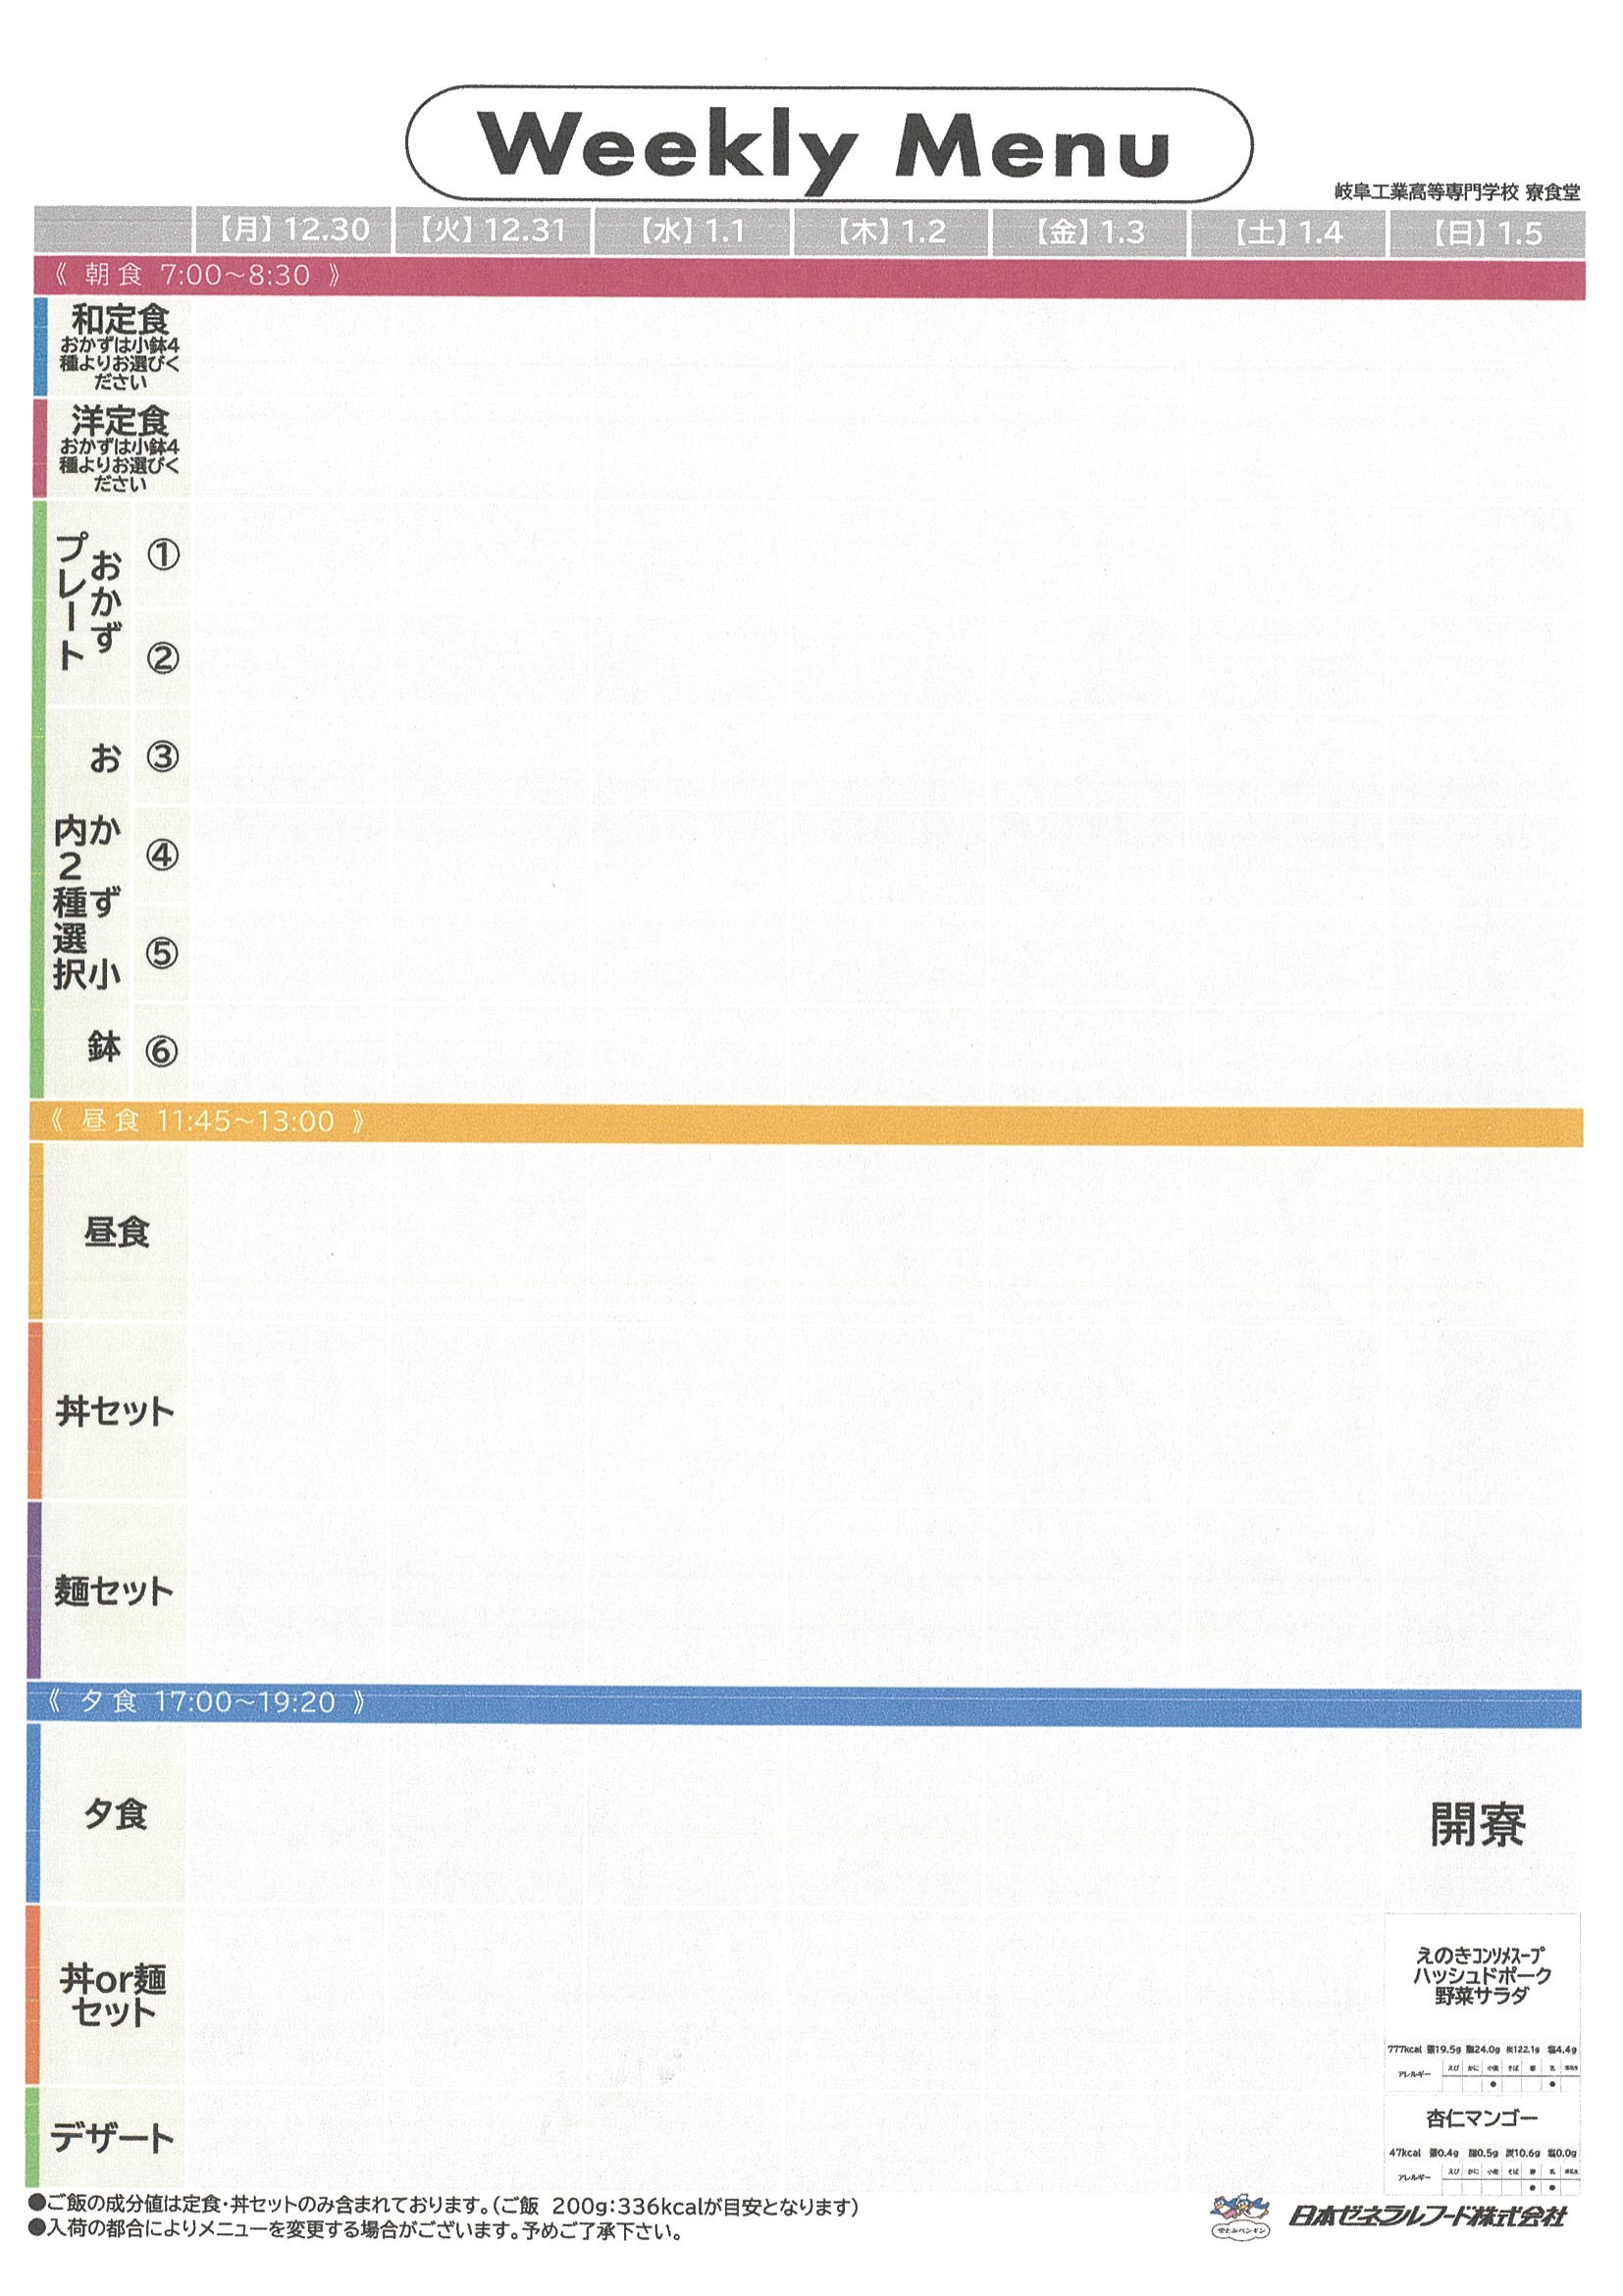 Weekly Menu
岐阜工業高等専門学校 寮食堂
【月】12.30 【火】12.31 【水】1.1 【木】1.2 【金】1.3 【土】1.4 【日】1.5
《 朝食 7:00～8:30 》
和定食
おかずは小鉢4
種よりお選びく
ださい
洋定食
おかずは小鉢4
種よりお選びく
ださい
おかず
プレート
①
②
おかず小鉢
内2種選択
③
④
⑤
⑥
《 昼食 11:45～13:00 》
昼食
丼セット
麺セット
《 夕食 17:00～19:20 》
夕食
開寮
丼or麺
セット
えのきｺﾝｿﾒｽｰﾌﾟ
ハッシュドポーク
野菜サラダ
777kcal 蛋19.5g 脂24.0g 炭122.1g 塩4.4g
アレルギー えび かに 小麦 そば 卵 乳
● ●
デザート
杏仁マンゴー
47kcal 蛋0.4g 脂0.5g 炭10.6g 塩0.0g
アレルギー えび かに 小麦 そば 卵 乳
● ●
●ご飯の成分値は定食・丼セットのみ含まれております。（ご飯 200g：336kcalが目安となります）
●入荷の都合によりメニューを変更する場合がございます。予めご了承下さい。
空とぶペンギン
日本ゼネラルフード株式会社